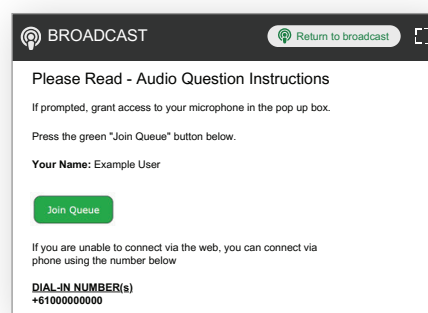 BROADCAST
Return to broadcast
Please Read - Audio Question Instructions
If prompted, grant access to your microphone in the pop up box.
Press the green "Join Queue" button below.
Your Name: Example User
Join Queue
If you are unable to connect via the web, you can connect via
phone using the number below
DIAL-IN NUMBER(s)
+61000000000